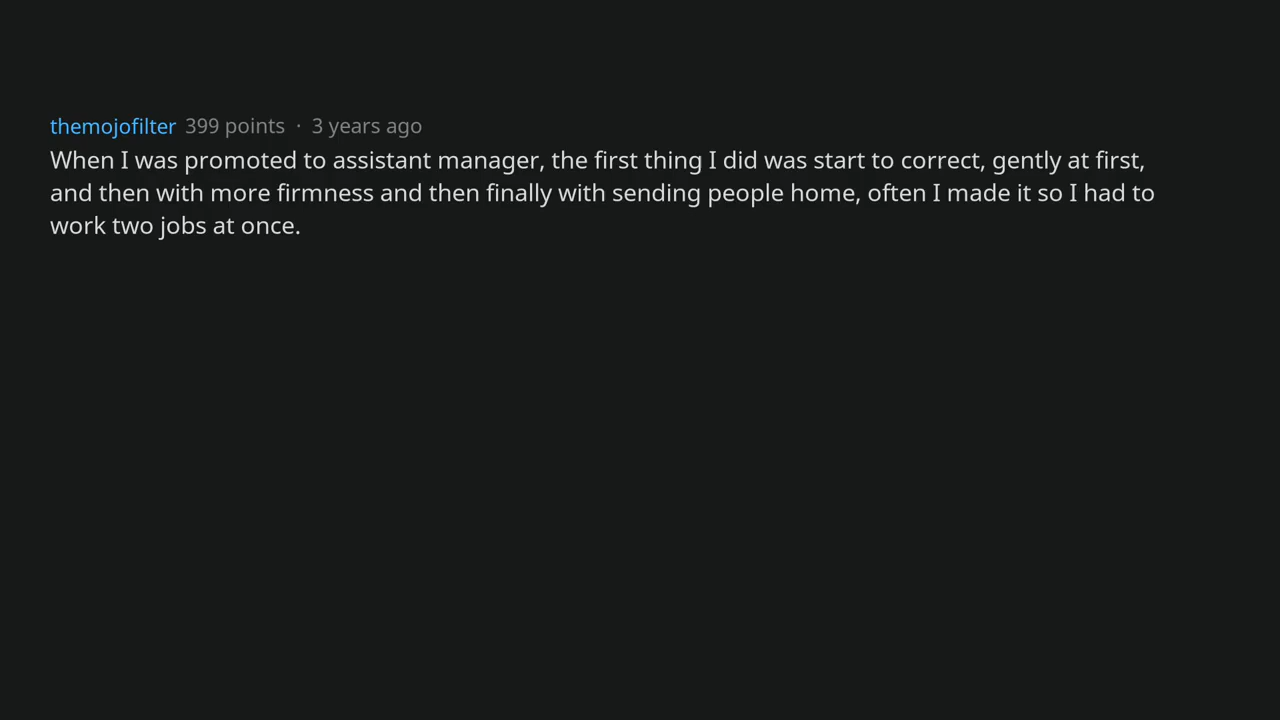 themojofilter 399 points · 3 years ago
When I was promoted to assistant manager, the first thing I did was start to correct, gently at first,
and then with more firmness and then finally with sending people home, often I made it so I had to
work two jobs at once.